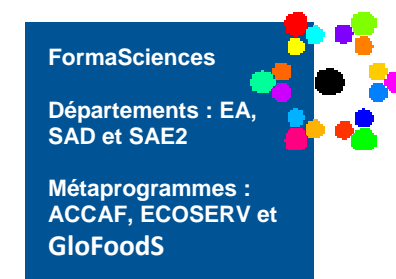 FormaSciences
Départements : EA,
SAD et SAE2
Métaprogrammes :
ACCAF, ECOSERV et
GloFoodS